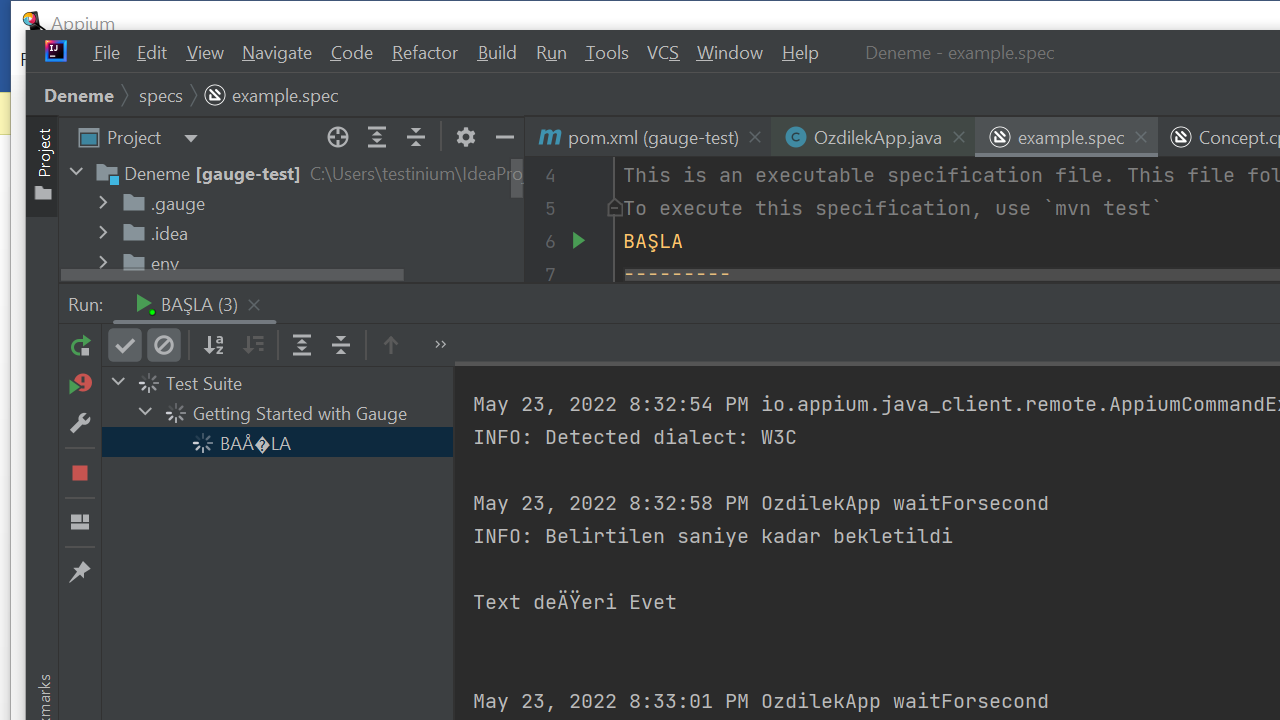 Appium
File Edit View Navigate Code Refactor Build Run Tools VCS Window Help Deneme - example.spec
Deneme specs example.spec
Project
Project
pom.xml (gauge-test) OzdilekApp.java example.spec
Deneme [gauge-test] C:\Users\testinium\IdeaPro
.gauge
.idea
env
4 This is an executable specification file. This file fol
5 To execute this specification, use `mvn test`
6 BAŞLA
7 ---------
Run: BAŞLA (3)
Test Suite
Getting Started with Gauge
BAÅ�LA
May 23, 2022 8:32:54 PM io.appium.java_client.remote.AppiumCommandEx
INFO: Detected dialect: W3C
May 23, 2022 8:32:58 PM OzdilekApp waitForsecond
INFO: Belirtilen saniye kadar bekletildi
Text deÄŸeri Evet
May 23, 2022 8:33:01 PM OzdilekApp waitForsecond